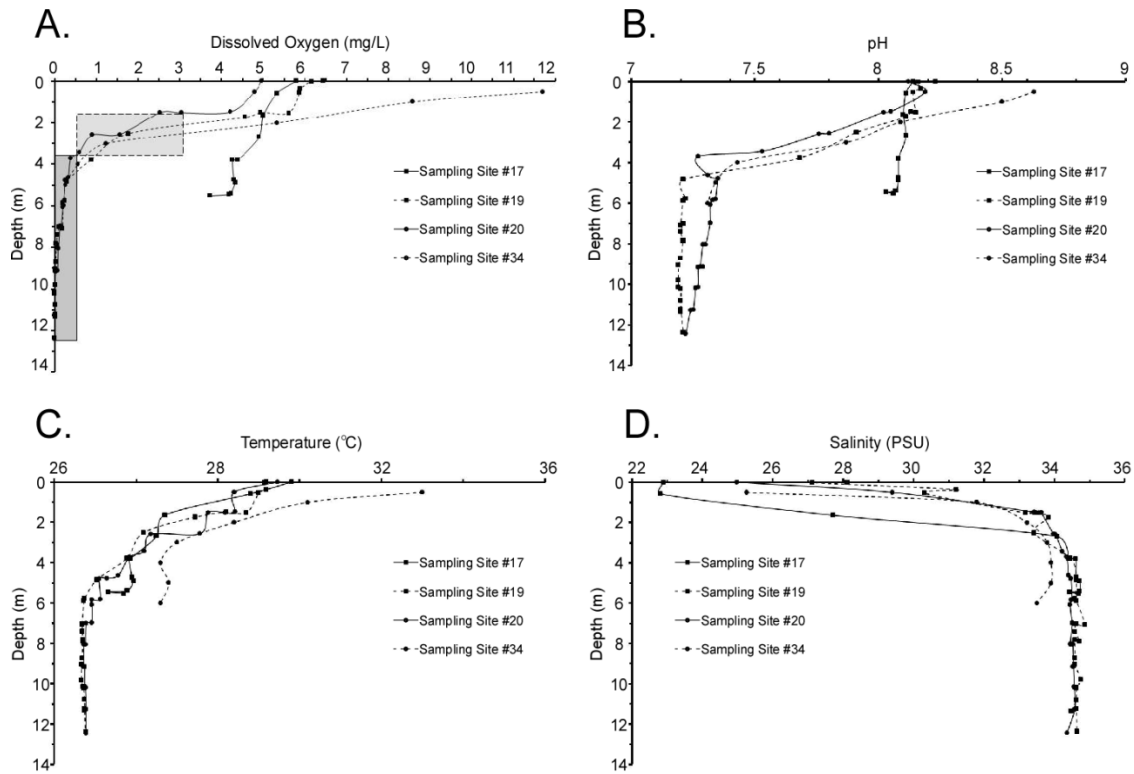 A.
Dissolved Oxygen (mg/L)
0 1 2 3 4 5 6 7 8 9 10 11 12
0
2
4
6
8
10
12
14
Depth (m)
Sampling Site #17
Sampling Site #19
Sampling Site #20
Sampling Site #34
B.
pH
7 7.5 8 8.5 9
0
2
4
6
8
10
12
14
Depth (m)
Sampling Site #17
Sampling Site #19
Sampling Site #20
Sampling Site #34
C.
Temperature (°C)
26 28 32 36
0
2
4
6
8
10
12
14
Depth (m)
Sampling Site #17
Sampling Site #19
Sampling Site #20
Sampling Site #34
D.
Salinity (PSU)
22 24 26 28 30 32 34 36
0
2
4
6
8
10
12
14
Depth (m)
Sampling Site #17
Sampling Site #19
Sampling Site #20
Sampling Site #34